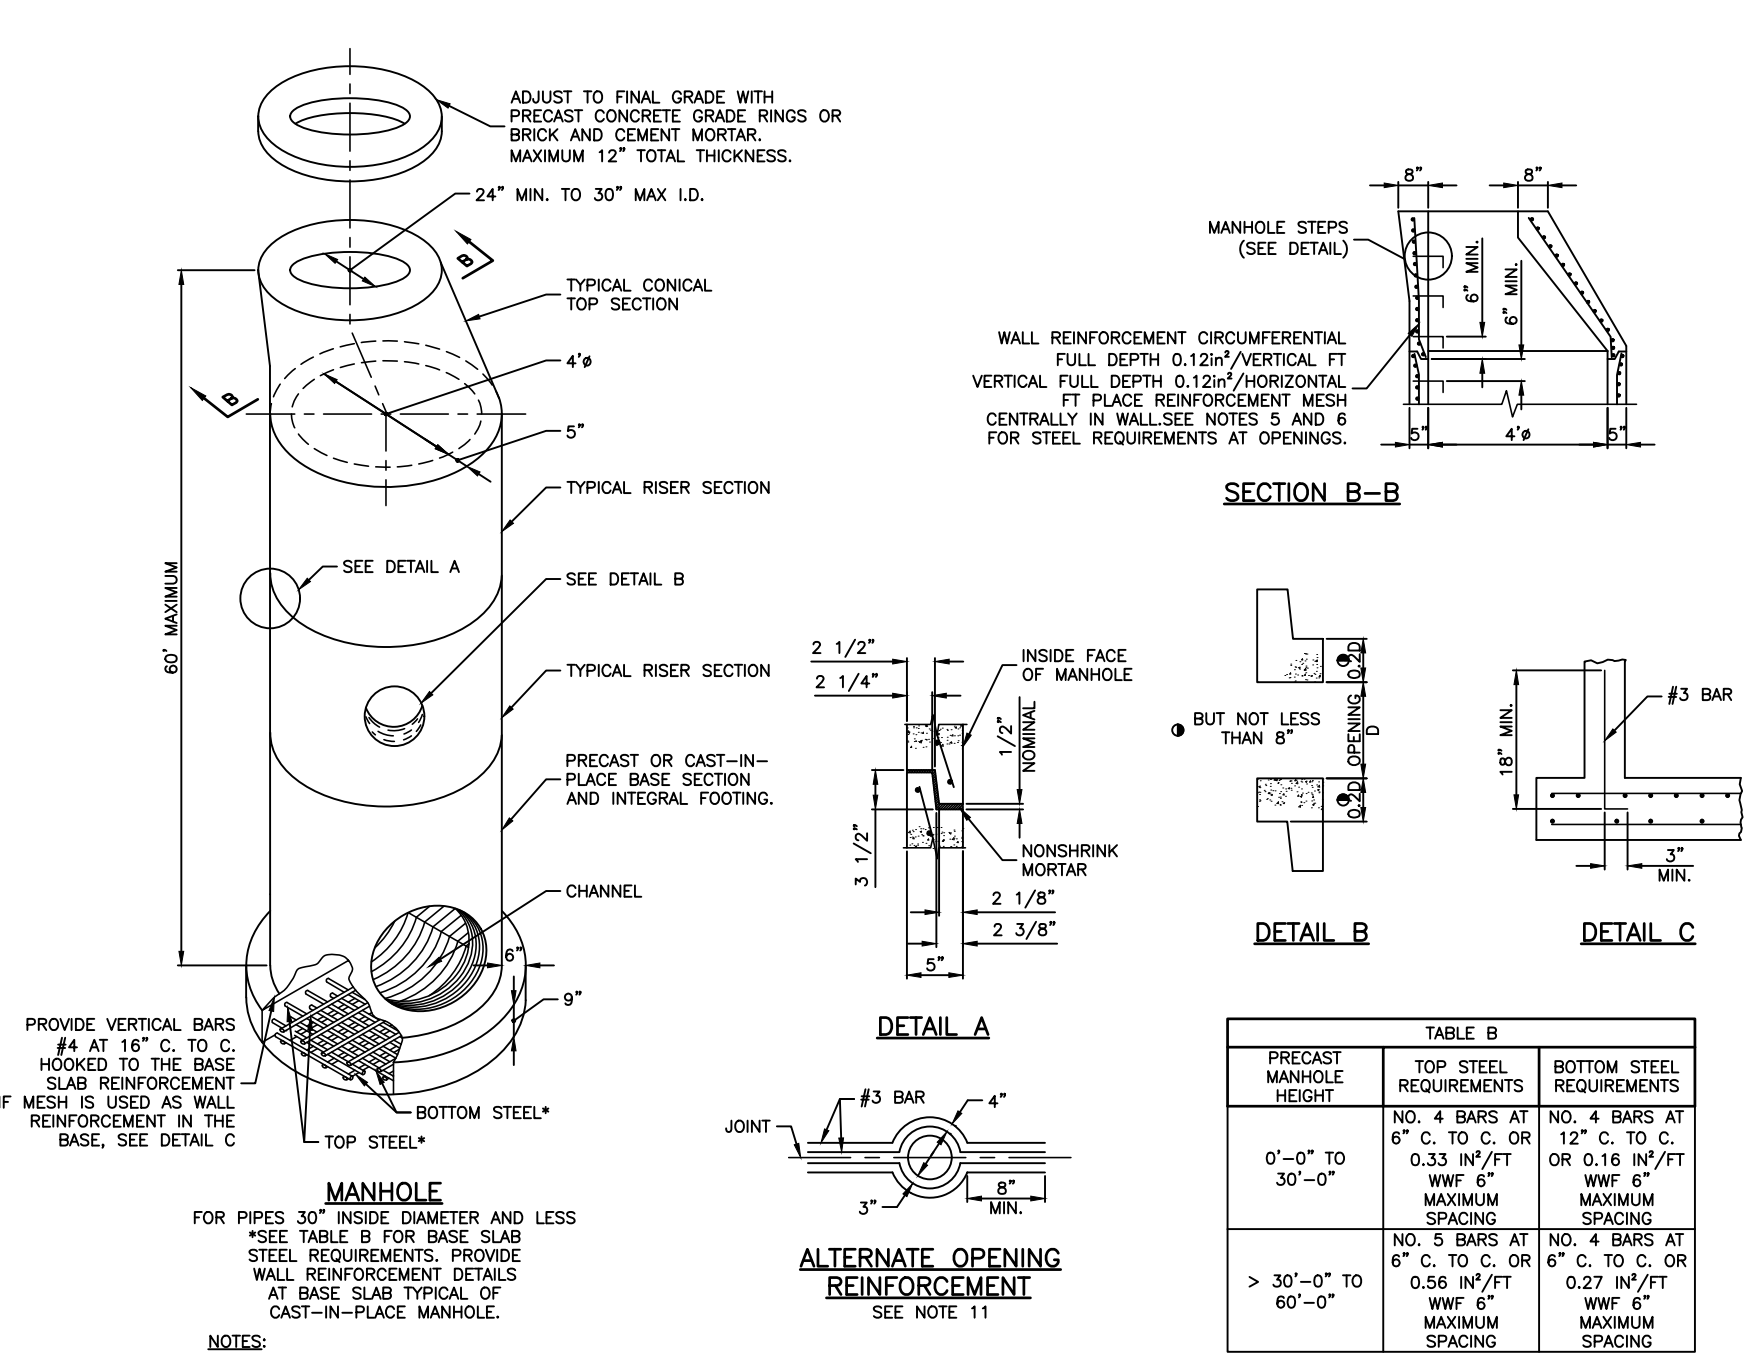 ADJUST TO FINAL GRADE WITH
PRECAST CONCRETE GRADE RINGS OR
BRICK AND CEMENT MORTAR.
MAXIMUM 12" TOTAL THICKNESS.
24" MIN. TO 30" MAX I.D.
B
TYPICAL CONICAL
TOP SECTION
4'ø
B
5"
TYPICAL RISER SECTION
SEE DETAIL A
SEE DETAIL B
60' MAXIMUM
TYPICAL RISER SECTION
PRECAST OR CAST-IN-
PLACE BASE SECTION
AND INTEGRAL FOOTING.
CHANNEL
6"
9"
PROVIDE VERTICAL BARS
#4 AT 16" C. TO C.
HOOKED TO THE BASE
SLAB REINFORCEMENT
IF MESH IS USED AS WALL
REINFORCEMENT IN THE
BASE, SEE DETAIL C
BOTTOM STEEL*
TOP STEEL*
MANHOLE
FOR PIPES 30" INSIDE DIAMETER AND LESS
*SEE TABLE B FOR BASE SLAB
STEEL REQUIREMENTS. PROVIDE
WALL REINFORCEMENT DETAILS
AT BASE SLAB TYPICAL OF
CAST-IN-PLACE MANHOLE.
NOTES:
8"
8"
MANHOLE STEPS
(SEE DETAIL)
6" MIN.
6" MIN.
WALL REINFORCEMENT CIRCUMFERENTIAL
FULL DEPTH 0.12in²/VERTICAL FT
VERTICAL FULL DEPTH 0.12in²/HORIZONTAL
FT PLACE REINFORCEMENT MESH
CENTRALLY IN WALL.SEE NOTES 5 AND 6
FOR STEEL REQUIREMENTS AT OPENINGS.
5"
4'ø
5"
SECTION B-B
2 1/2"
2 1/4"
INSIDE FACE
OF MANHOLE
1/2"
NOMINAL
3 1/2"
NONSHRINK
MORTAR
2 1/8"
2 3/8"
5"
DETAIL A
0.2D
BUT NOT LESS
THAN 8"
OPENING
D
0.2D
DETAIL B
#3 BAR
18" MIN.
3"
MIN.
DETAIL C
#3 BAR
4"
JOINT
3"
8"
MIN.
ALTERNATE OPENING
REINFORCEMENT
SEE NOTE 11
TABLE B
PRECAST
MANHOLE
HEIGHT
TOP STEEL
REQUIREMENTS
BOTTOM STEEL
REQUIREMENTS
0'-0" TO
30'-0"
NO. 4 BARS AT
6" C. TO C. OR
0.33 IN²/FT
WWF 6"
MAXIMUM
SPACING
NO. 4 BARS AT
12" C. TO C.
OR 0.16 IN²/FT
WWF 6"
MAXIMUM
SPACING
> 30'-0" TO
60'-0"
NO. 5 BARS AT
6" C. TO C. OR
0.56 IN²/FT
WWF 6"
MAXIMUM
SPACING
NO. 4 BARS AT
6" C. TO C. OR
0.27 IN²/FT
WWF 6"
MAXIMUM
SPACING